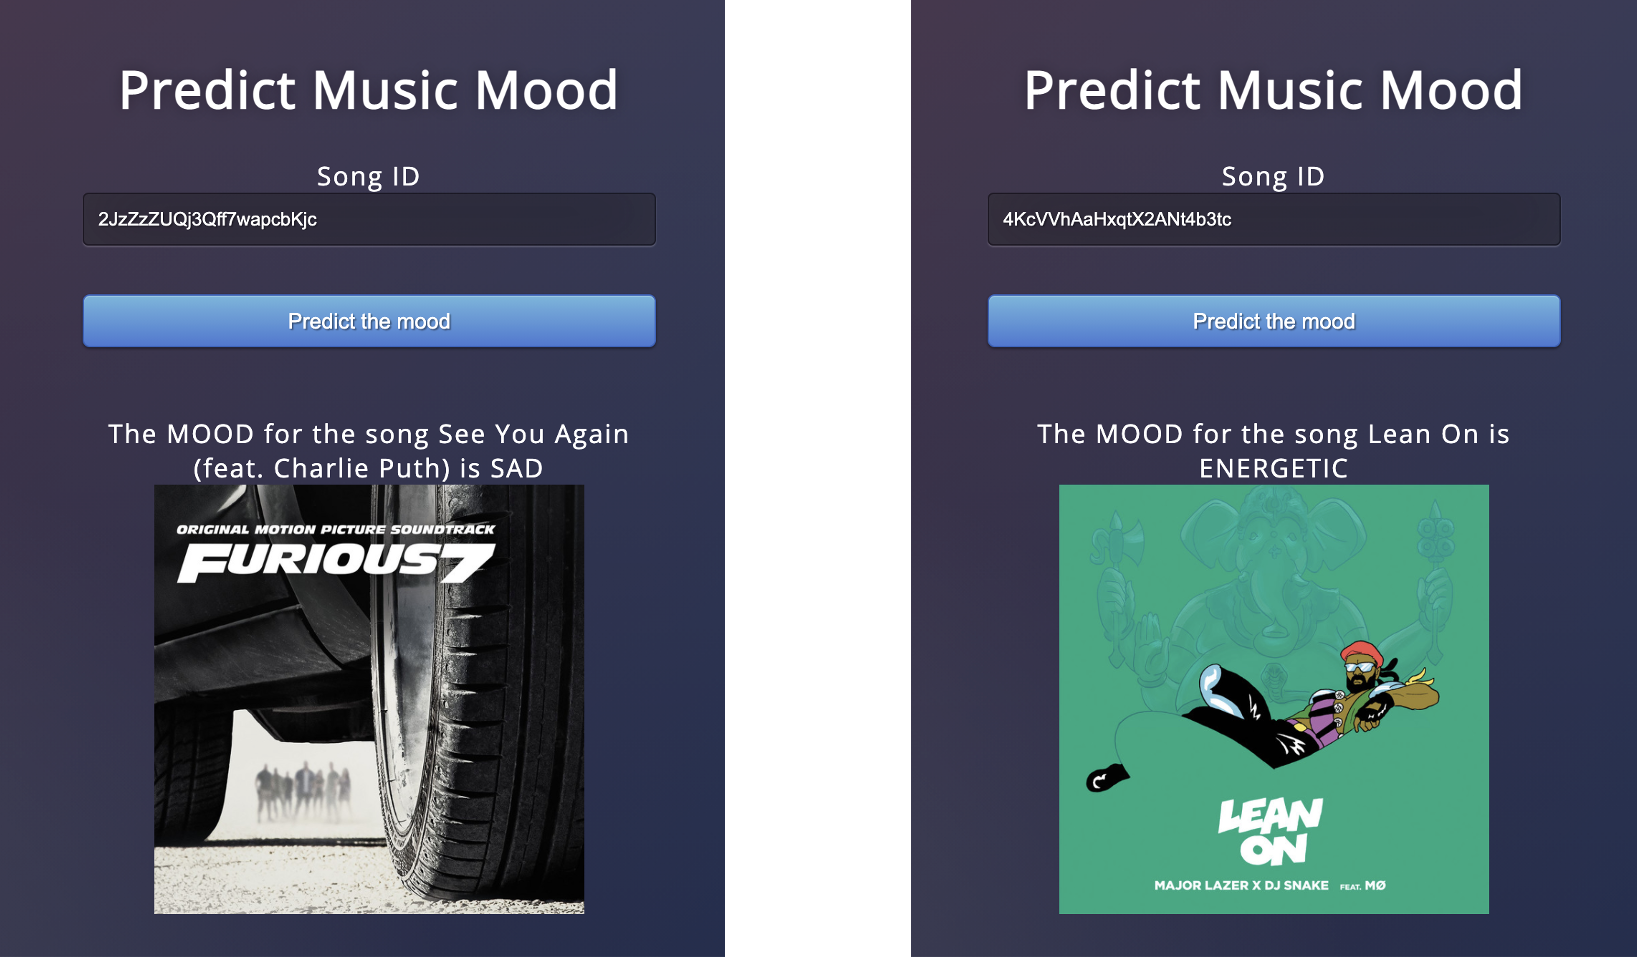 Predict Music Mood
Song ID
2JzZzZUQj3Qff7wapcbKjc
Predict the mood
The MOOD for the song See You Again
(feat. Charlie Puth) is SAD
ORIGINAL MOTION PICTURE SOUNDTRACK
FURIOUS 7
Predict Music Mood
Song ID
4KcVVhAaHxqtX2ANt4b3tc
Predict the mood
The MOOD for the song Lean On is
ENERGETIC
LEAN
ON
MAJOR LAZER X DJ SNAKE FEAT. MØ